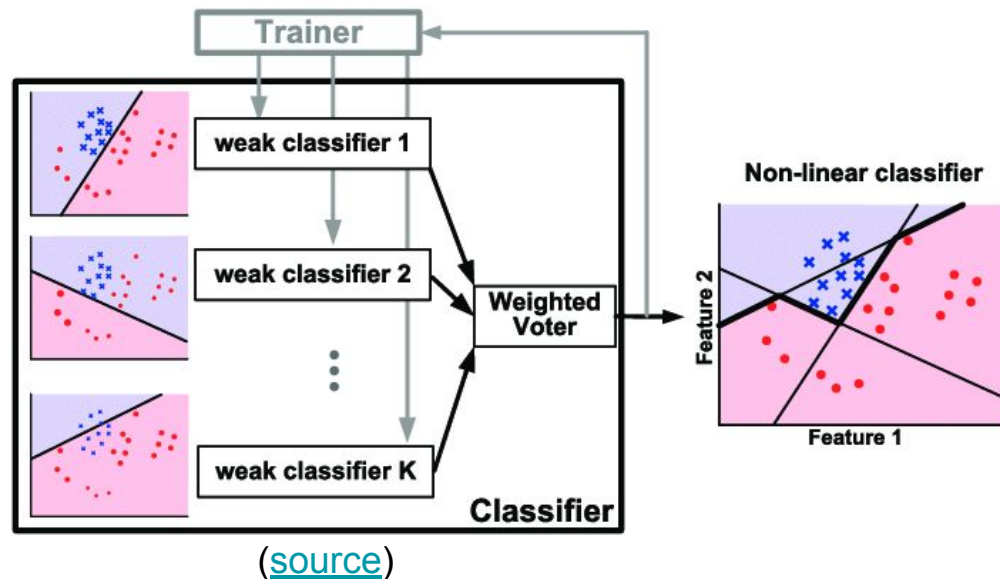 Trainer
weak classifier 1
weak classifier 2
weak classifier K
Weighted
Voter
Classifier
Non-linear classifier
Feature 2
Feature 1
(source)